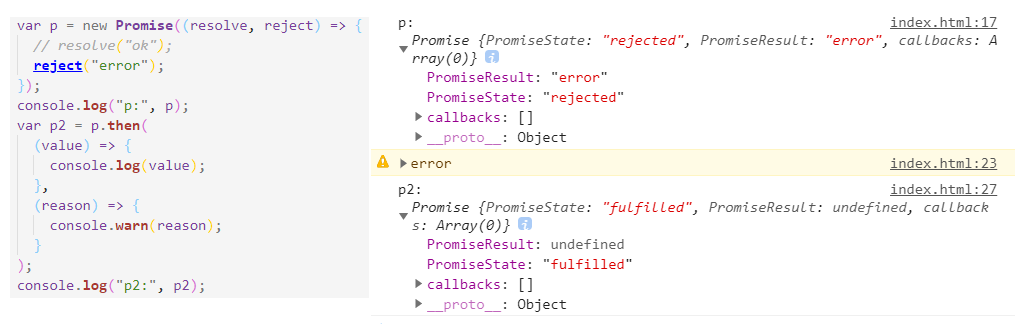 var p = new Promise((resolve, reject) => {
// resolve("ok");
reject("error");
});
console.log("p:", p);
var p2 = p.then(
(value) => {
console.log(value);
},
(reason) => {
console.warn(reason);
}
);
console.log("p2:", p2);
p: index.html:17
Promise {PromiseState: "rejected", PromiseResult: "error", callbacks: A
rray(0)} i
PromiseResult: "error"
PromiseState: "rejected"
callbacks: []
__proto__: Object
error index.html:23
p2: index.html:27
Promise {PromiseState: "fulfilled", PromiseResult: undefined, callback
s: Array(0)} i
PromiseResult: undefined
PromiseState: "fulfilled"
callbacks: []
__proto__: Object